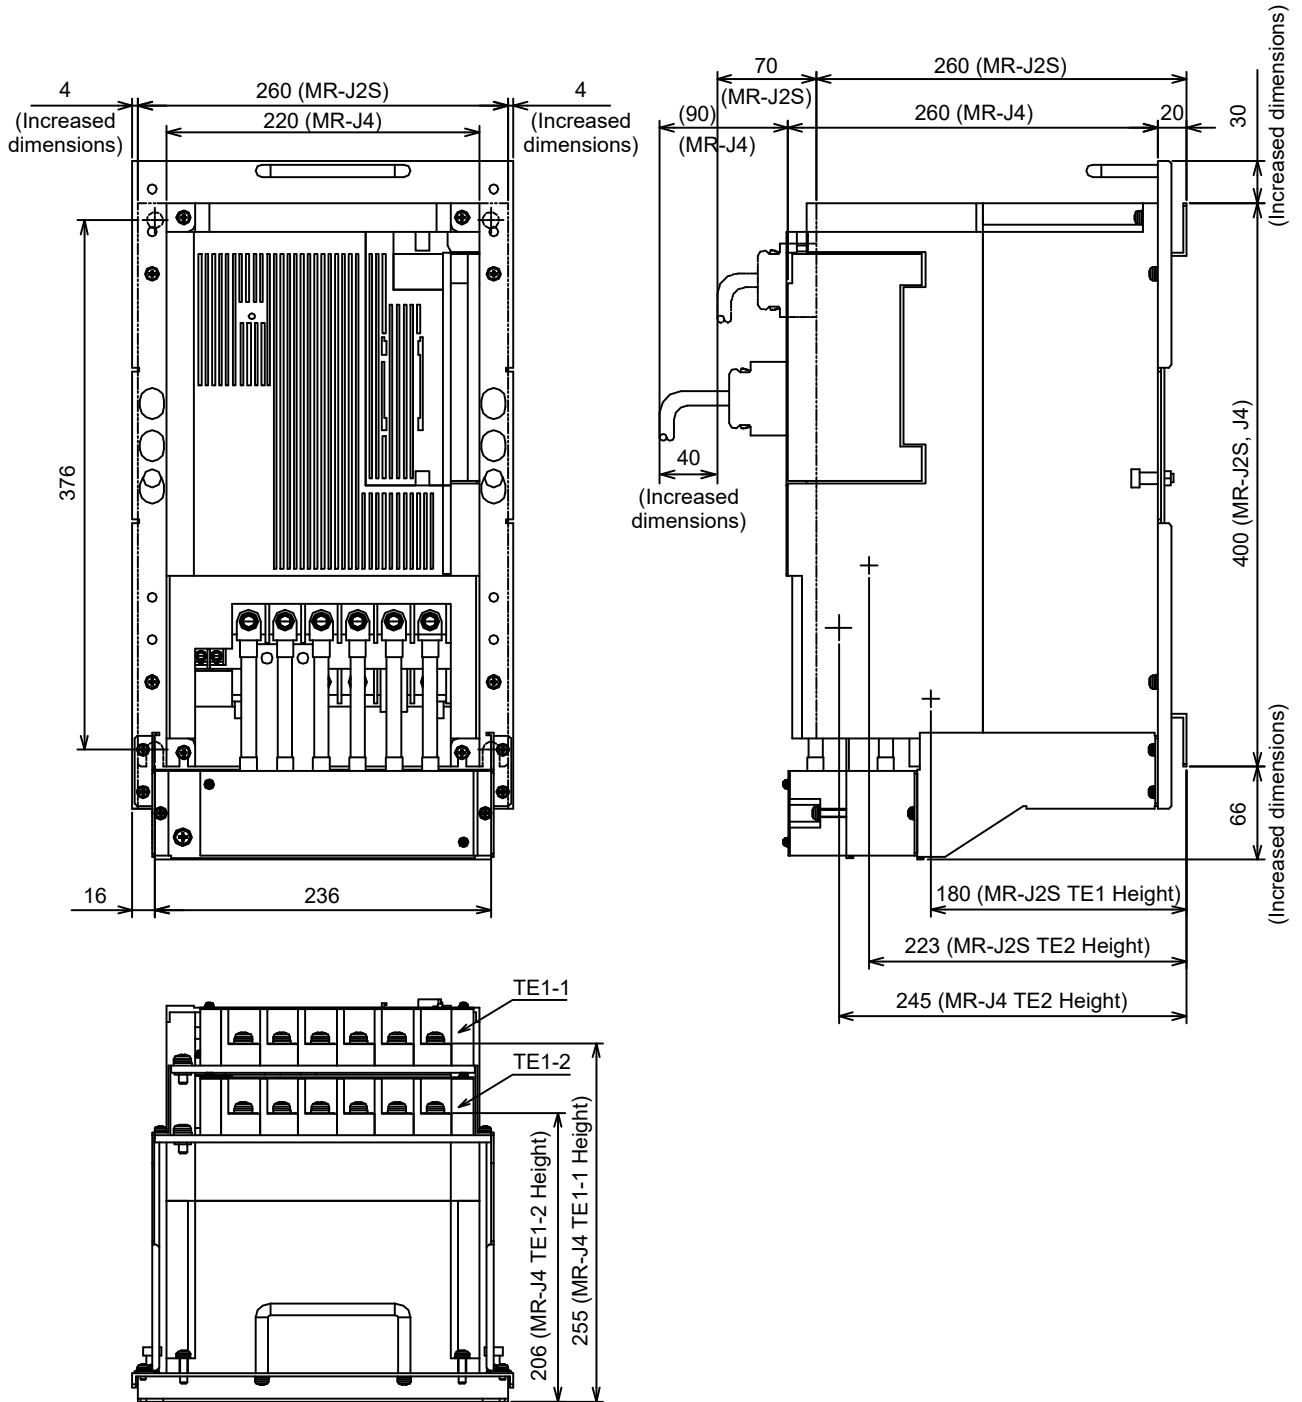 4
(Increased
dimensions)
260 (MR-J2S)
220 (MR-J4)
4
(Increased
dimensions)
376
16
236
70
(MR-J2S)
260 (MR-J2S)
(90)
(MR-J4)
260 (MR-J4)
20
30
(Increased dimensions)
40
(Increased
dimensions)
400 (MR-J2S, J4)
66
(Increased dimensions)
180 (MR-J2S TE1 Height)
223 (MR-J2S TE2 Height)
245 (MR-J4 TE2 Height)
TE1-1
TE1-2
206 (MR-J4 TE1-2 Height)
255 (MR-J4 TE1-1 Height)